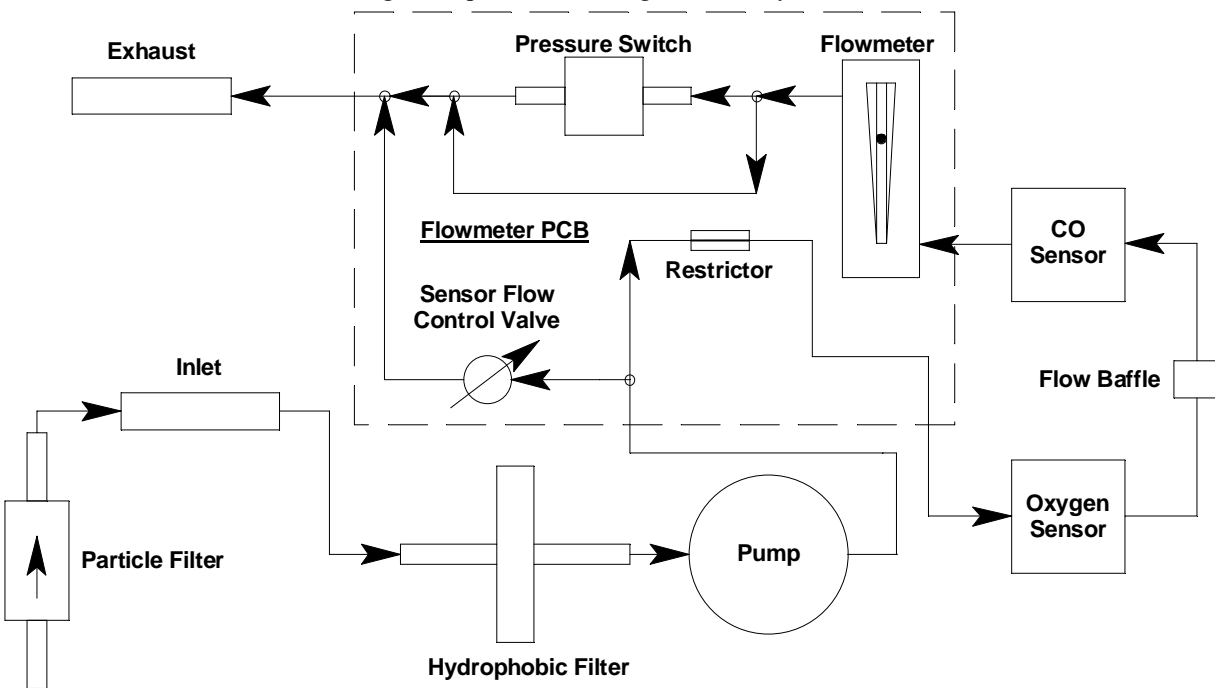 Exhaust
Pressure Switch
Flowmeter
Flowmeter PCB
Restrictor
CO
Sensor
Sensor Flow
Control Valve
Inlet
Flow Baffle
Particle Filter
Pump
Oxygen
Sensor
Hydrophobic Filter